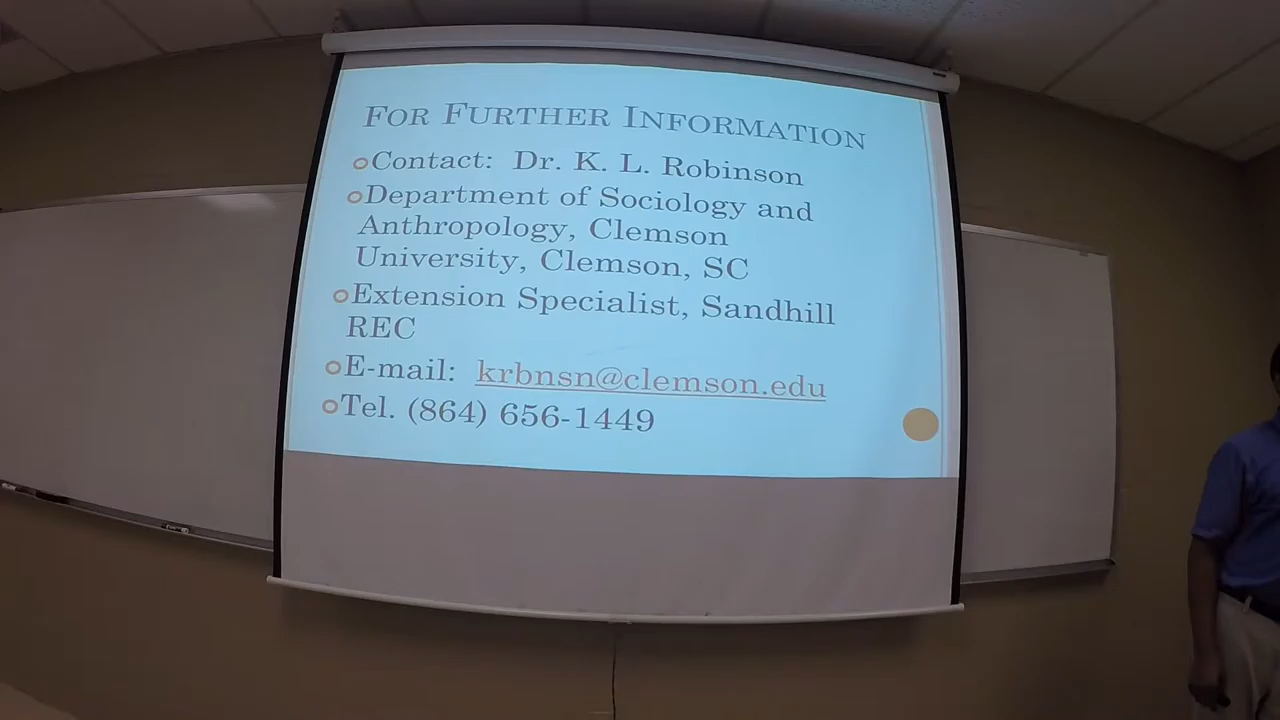 FOR FURTHER INFORMATION
Contact: Dr. K. L. Robinson
Department of Sociology and
Anthropology, Clemson
University, Clemson, SC
Extension Specialist, Sandhill
REC
E-mail: krbnsn@clemson.edu
Tel. (864) 656-1449